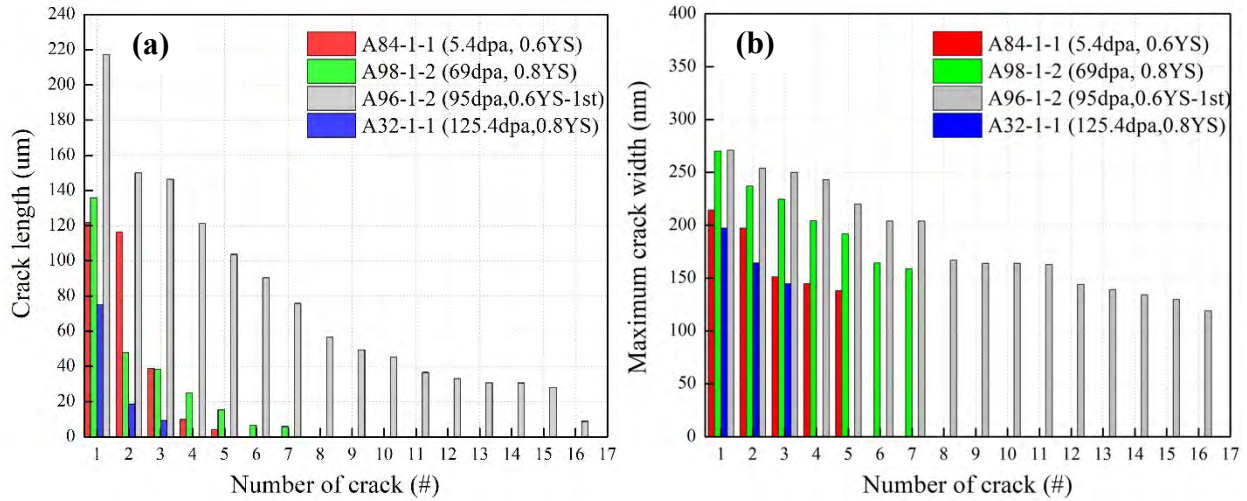 (a)
A84-1-1 (5.4dpa, 0.6YS)
A98-1-2 (69dpa, 0.8YS)
A96-1-2 (95dpa,0.6YS-1st)
A32-1-1 (125.4dpa,0.8YS)
Crack length (um)
240
220
200
180
160
140
120
100
80
60
40
20
0
1 2 3 4 5 6 7 8 9 10 11 12 13 14 15 16 17
Number of crack (#)
(b)
A84-1-1 (5.4dpa, 0.6YS)
A98-1-2 (69dpa, 0.8YS)
A96-1-2 (95dpa,0.6YS-1st)
A32-1-1 (125.4dpa,0.8YS)
Maximum crack width (nm)
400
350
300
250
200
150
100
50
0
1 2 3 4 5 6 7 8 9 10 11 12 13 14 15 16 17
Number of crack (#)